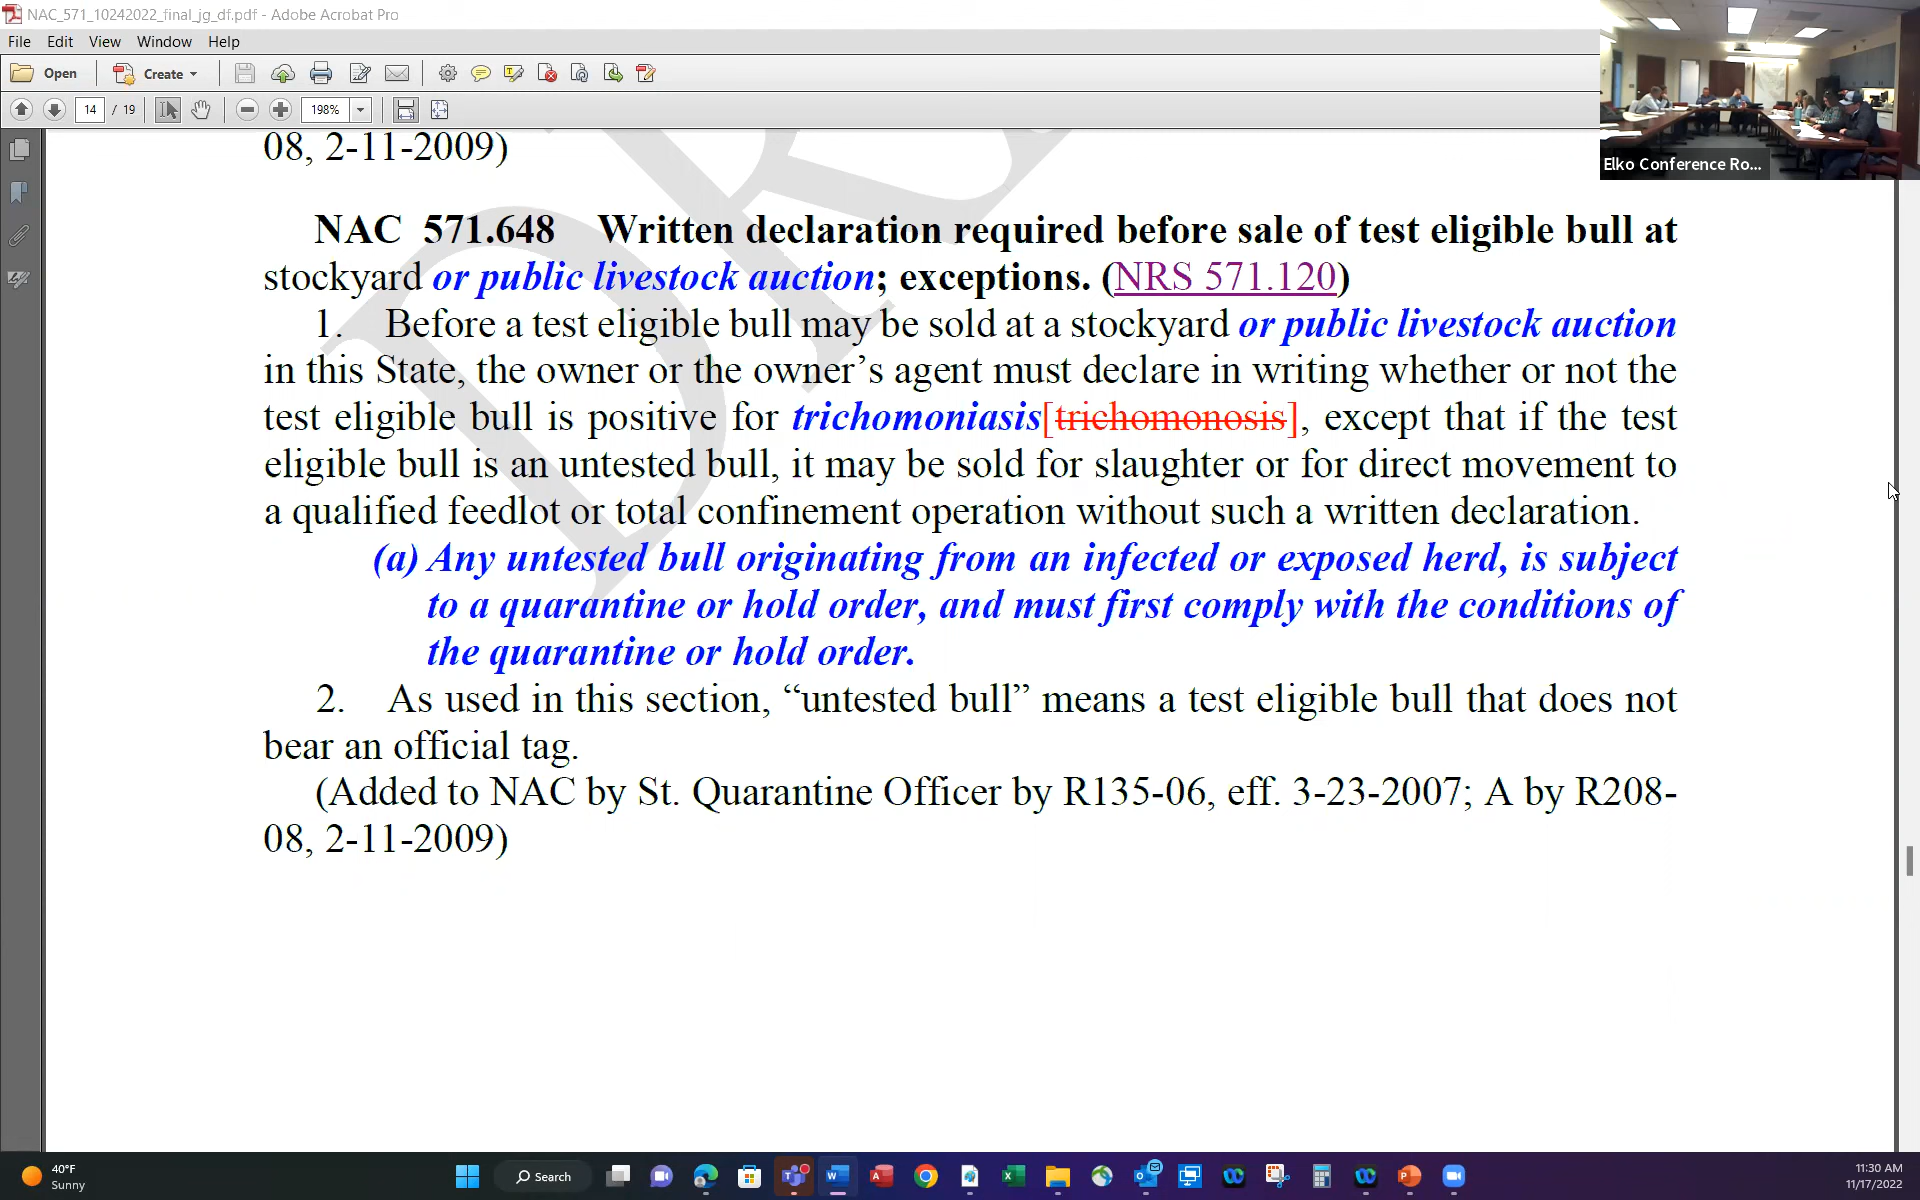 NAC_571_10242022_final_jg_df.pdf - Adobe Acrobat Pro
File Edit View Window Help
Open Create
14 / 19 198%
Elko Conference Ro...
08, 2-11-2009)
NAC 571.648 Written declaration required before sale of test eligible bull at
stockyard or public livestock auction; exceptions. (NRS 571.120)
1. Before a test eligible bull may be sold at a stockyard or public livestock auction
in this State, the owner or the owner’s agent must declare in writing whether or not the
test eligible bull is positive for trichomoniasis[trichomonosis], except that if the test
eligible bull is an untested bull, it may be sold for slaughter or for direct movement to
a qualified feedlot or total confinement operation without such a written declaration.
(a) Any untested bull originating from an infected or exposed herd, is subject
to a quarantine or hold order, and must first comply with the conditions of
the quarantine or hold order.
2. As used in this section, “untested bull” means a test eligible bull that does not
bear an official tag.
(Added to NAC by St. Quarantine Officer by R135-06, eff. 3-23-2007; A by R208-
08, 2-11-2009)
40°F
Sunny
Search
11:30 AM
11/17/2022